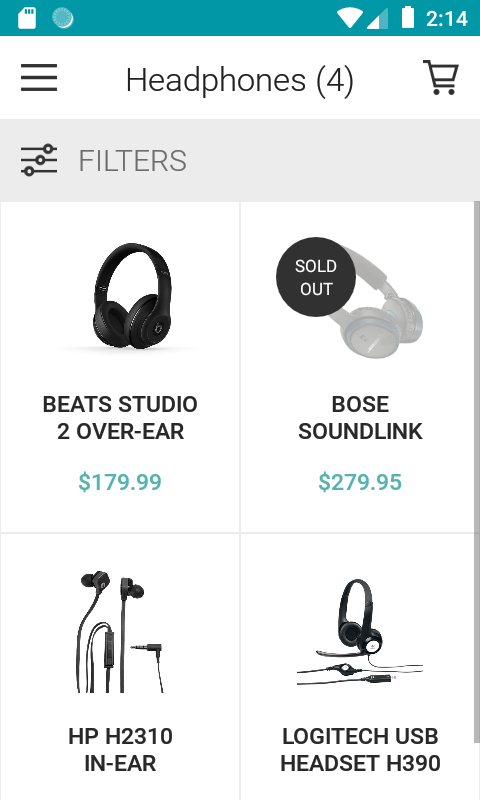 2:14
Headphones (4)
FILTERS
BEATS STUDIO
2 OVER-EAR
$179.99
SOLD
OUT
BOSE
SOUNDLINK
$279.95
HP H2310
IN-EAR
LOGITECH USB
HEADSET H390